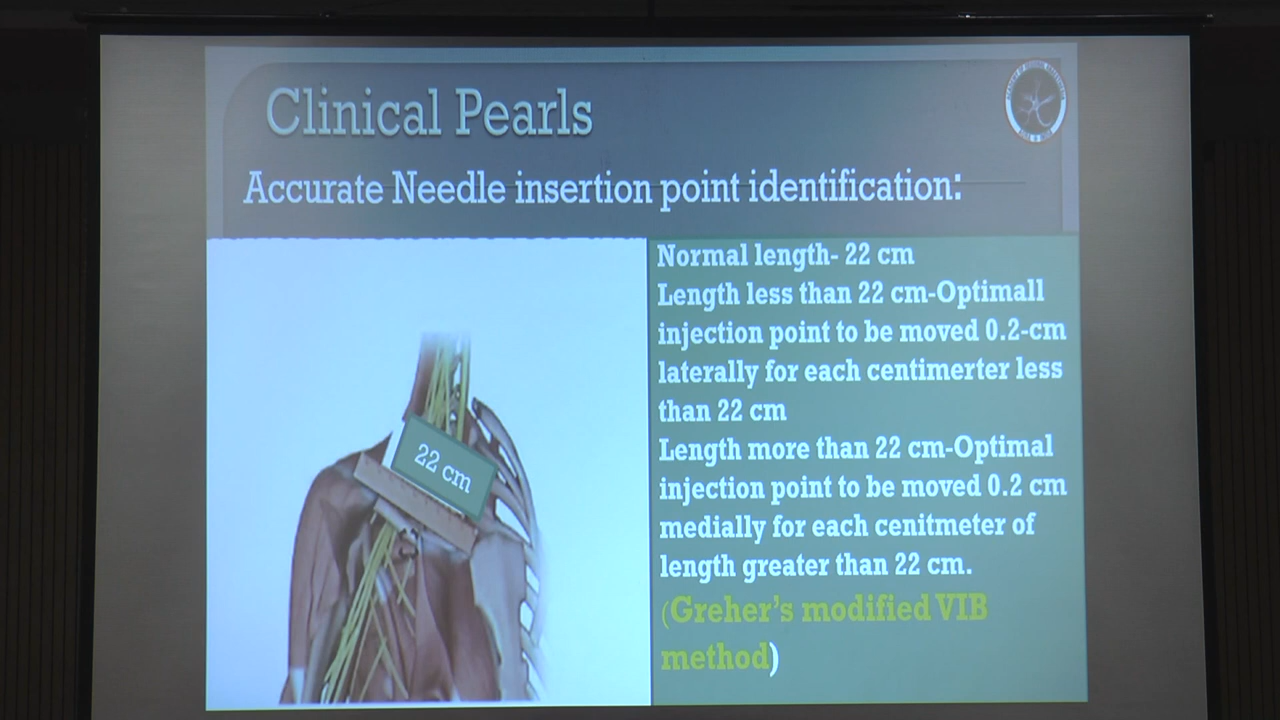 Clinical Pearls
Accurate Needle insertion point identification:
Normal length- 22 cm
Length less than 22 cm-Optimall
injection point to be moved 0.2-cm
laterally for each centimerter less
than 22 cm
Length more than 22 cm-Optimal
injection point to be moved 0.2 cm
medially for each cenitmeter of
length greater than 22 cm.
(Greher's modified VIB
method)
22 cm